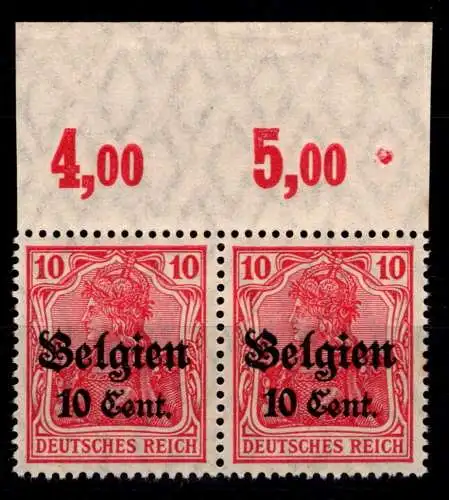 4,00 5,00
10 10 10 10
Belgien Belgien
10 Cent. 10 Cent.
DEUTSCHES REICH DEUTSCHES REICH